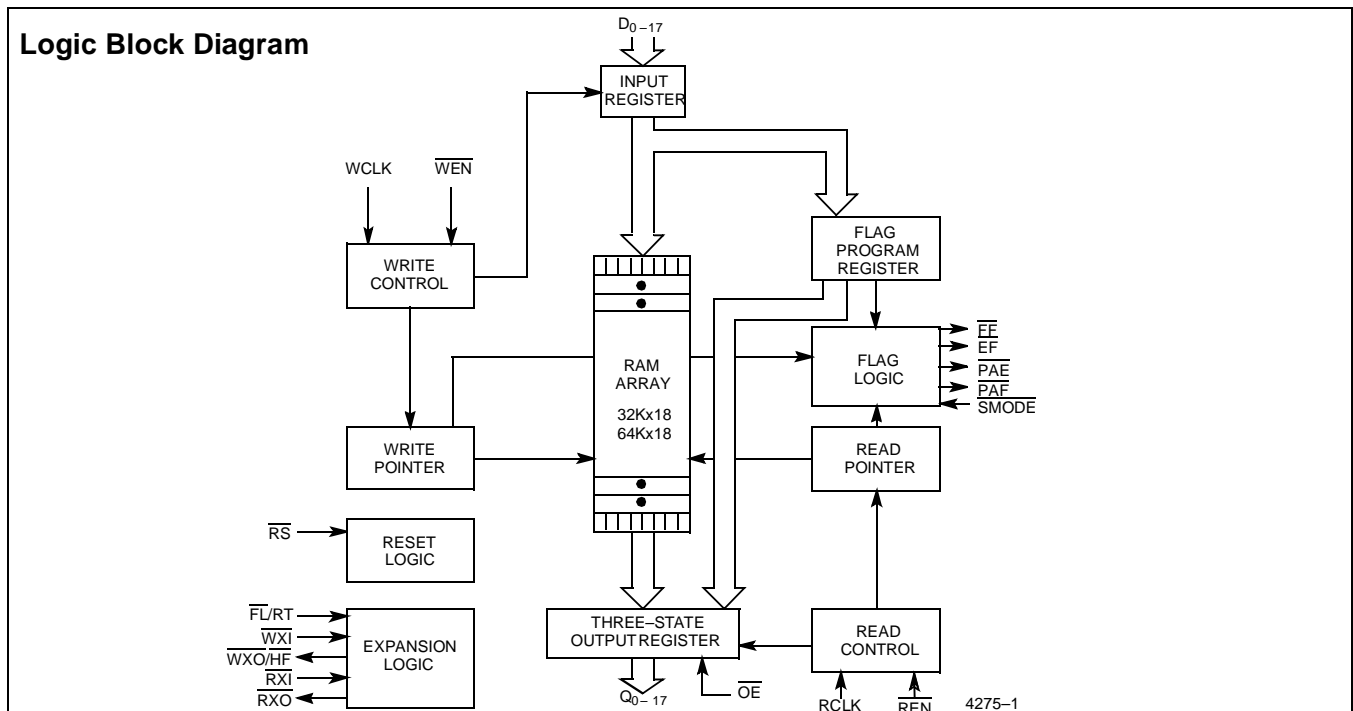 Logic Block Diagram
D0–17
INPUT
REGISTER
WCLK
WEN
WRITE
CONTROL
FLAG
PROGRAM
REGISTER
FF
EF
PAE
PAF
SMODE
FLAG
LOGIC
RAM
ARRAY
32Kx18
64Kx18
WRITE
POINTER
READ
POINTER
RS
RESET
LOGIC
FL/RT
WXI
WXO/HF
RXI
RXO
EXPANSION
LOGIC
THREE–STATE
OUTPUT REGISTER
READ
CONTROL
Q0–17
OE
RCLK
REN
4275–1